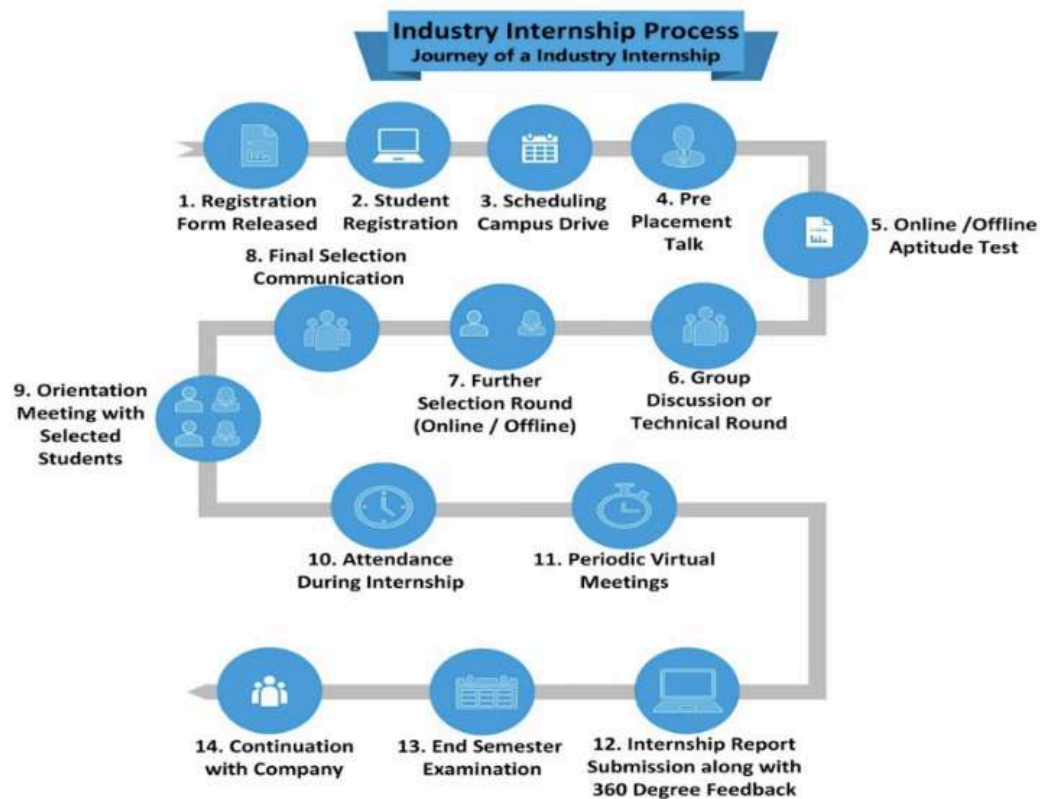 Industry Internship Process
Journey of a Industry Internship
1. Registration
Form Released
2. Student
Registration
3. Scheduling
Campus Drive
4. Pre
Placement
Talk
5. Online /Offline
Aptitude Test
6. Group
Discussion or
Technical Round
7. Further
Selection Round
(Online / Offline)
8. Final Selection
Communication
9. Orientation
Meeting with
Selected
Students
10. Attendance
During Internship
11. Periodic Virtual
Meetings
12. Internship Report
Submission along with
360 Degree Feedback
13. End Semester
Examination
14. Continuation
with Company